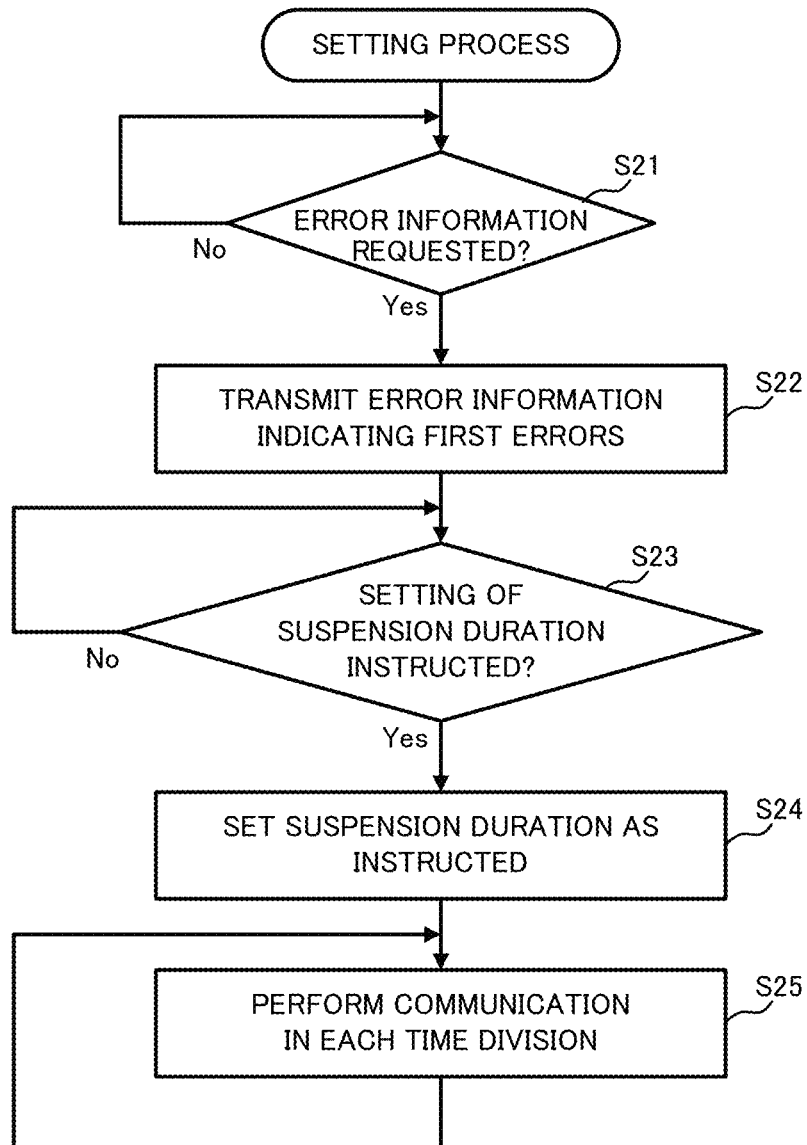 SETTING PROCESS
S21
ERROR INFORMATION
REQUESTED?
No
Yes
S22
TRANSMIT ERROR INFORMATION
INDICATING FIRST ERRORS
S23
SETTING OF
SUSPENSION DURATION
INSTRUCTED?
No
Yes
S24
SET SUSPENSION DURATION AS
INSTRUCTED
S25
PERFORM COMMUNICATION
IN EACH TIME DIVISION